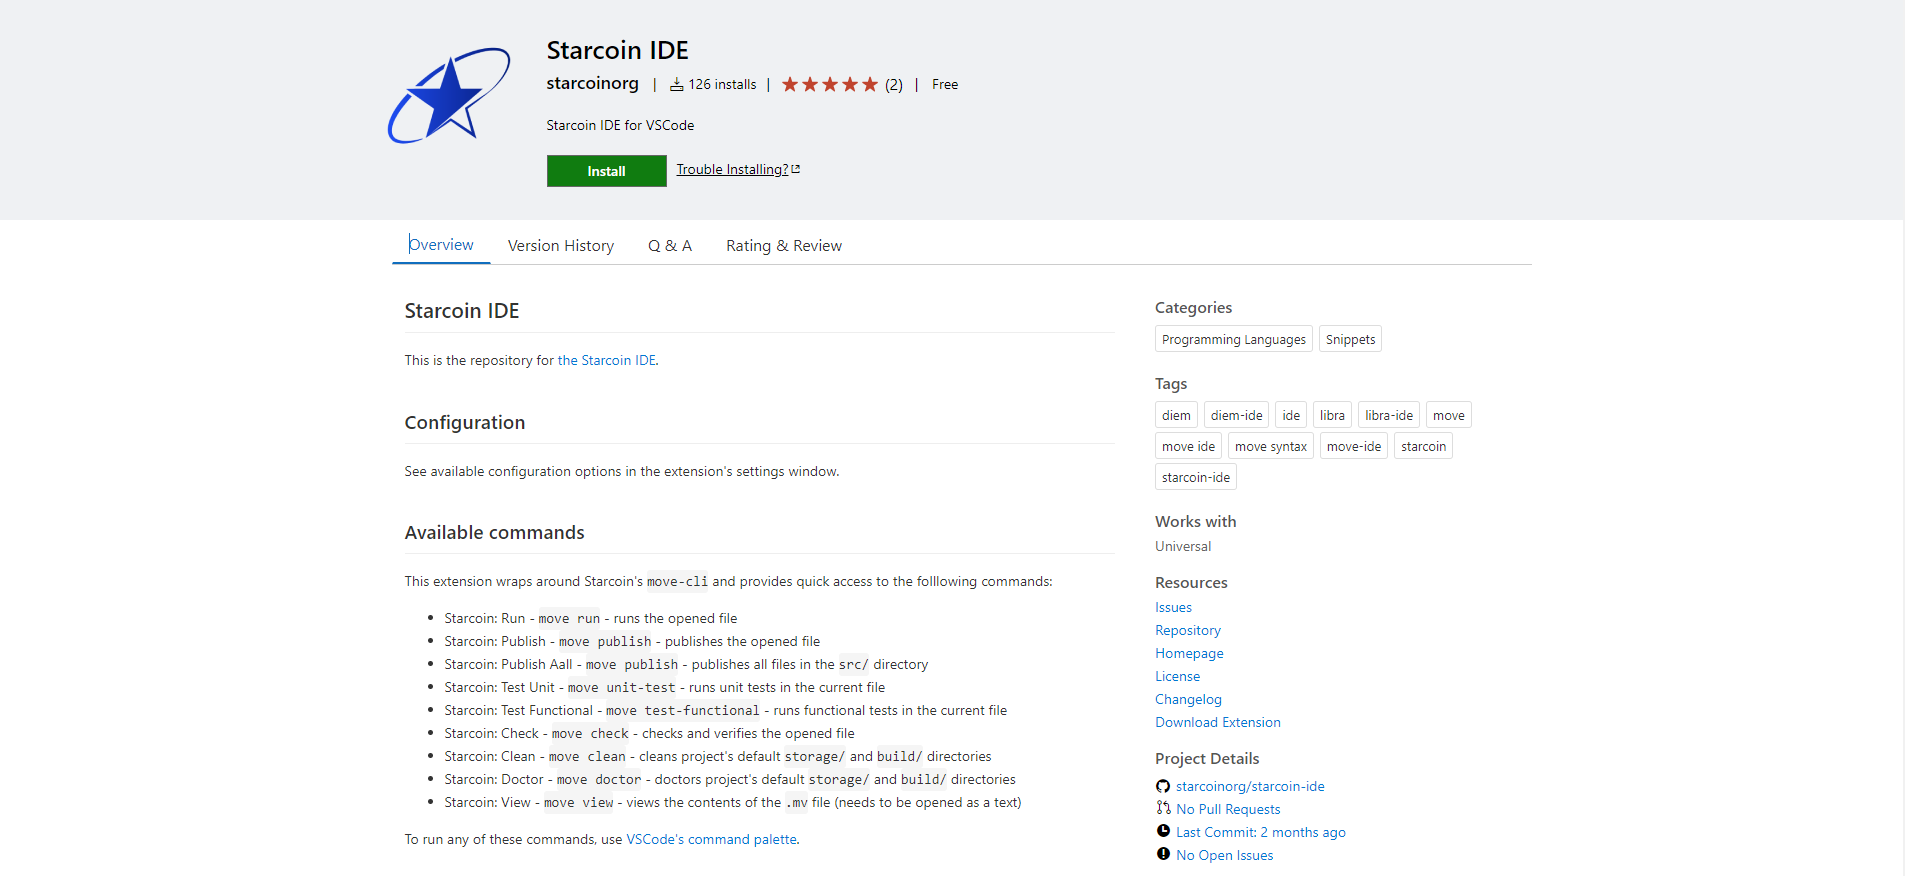 Starcoin IDE
starcoinorg | 126 installs | (2) | Free
Starcoin IDE for VSCode
Install Trouble Installing?
Overview Version History Q & A Rating & Review
Starcoin IDE
This is the repository for the Starcoin IDE.
Configuration
See available configuration options in the extension's settings window.
Available commands
This extension wraps around Starcoin's move-cli and provides quick access to the folllowing commands:
Starcoin: Run - move run - runs the opened file
Starcoin: Publish - move publish - publishes the opened file
Starcoin: Publish Aall - move publish - publishes all files in the src/ directory
Starcoin: Test Unit - move unit-test - runs unit tests in the current file
Starcoin: Test Functional - move test-functional - runs functional tests in the current file
Starcoin: Check - move check - checks and verifies the opened file
Starcoin: Clean - move clean - cleans project's default storage/ and build/ directories
Starcoin: Doctor - move doctor - doctors project's default storage/ and build/ directories
Starcoin: View - move view - views the contents of the .mv file (needs to be opened as a text)
To run any of these commands, use VSCode's command palette.
Categories
Programming Languages Snippets
Tags
diem diem-ide ide libra libra-ide move
move ide move syntax move-ide starcoin
starcoin-ide
Works with
Universal
Resources
Issues
Repository
Homepage
License
Changelog
Download Extension
Project Details
starcoinorg/starcoin-ide
No Pull Requests
Last Commit: 2 months ago
No Open Issues